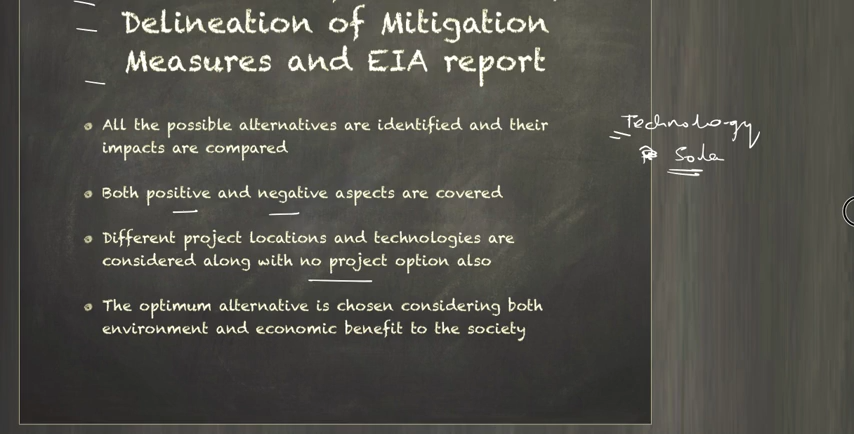 Delineation of Mitigation
Measures and EIA report
All the possible alternatives are identified and their
impacts are compared
Both positive and negative aspects are covered
Different project locations and technologies are
considered along with no project option also
The optimum alternative is chosen considering both
environment and economic benefit to the society
Technology
Soda